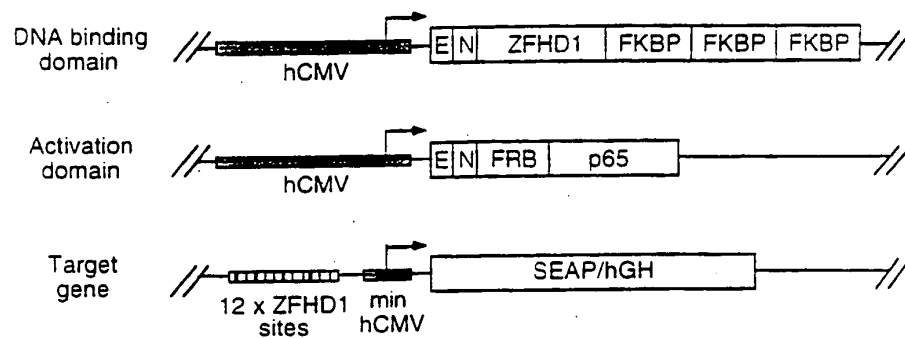 DNA binding
domain
hCMV
E N ZFHD1 FKBP FKBP FKBP
Activation
domain
hCMV
E N FRB p65
Target
gene
12 x ZFHD1
sites
min
hCMV
SEAP/hGH